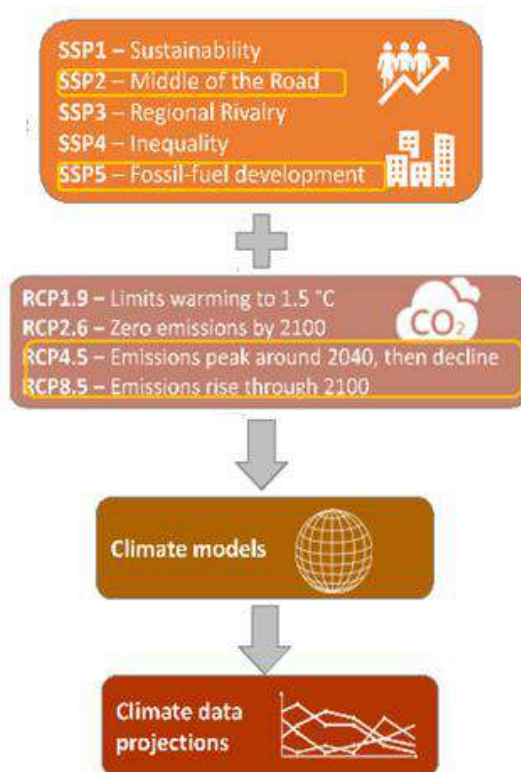 SSP1 – Sustainability
SSP2 – Middle of the Road
SSP3 – Regional Rivalry
SSP4 – Inequality
SSP5 – Fossil-fuel development
RCP1.9 – Limits warming to 1.5 °C
RCP2.6 – Zero emissions by 2100
CO₂
RCP4.5 – Emissions peak around 2040, then decline
RCP8.5 – Emissions rise through 2100
Climate models
Climate data
projections